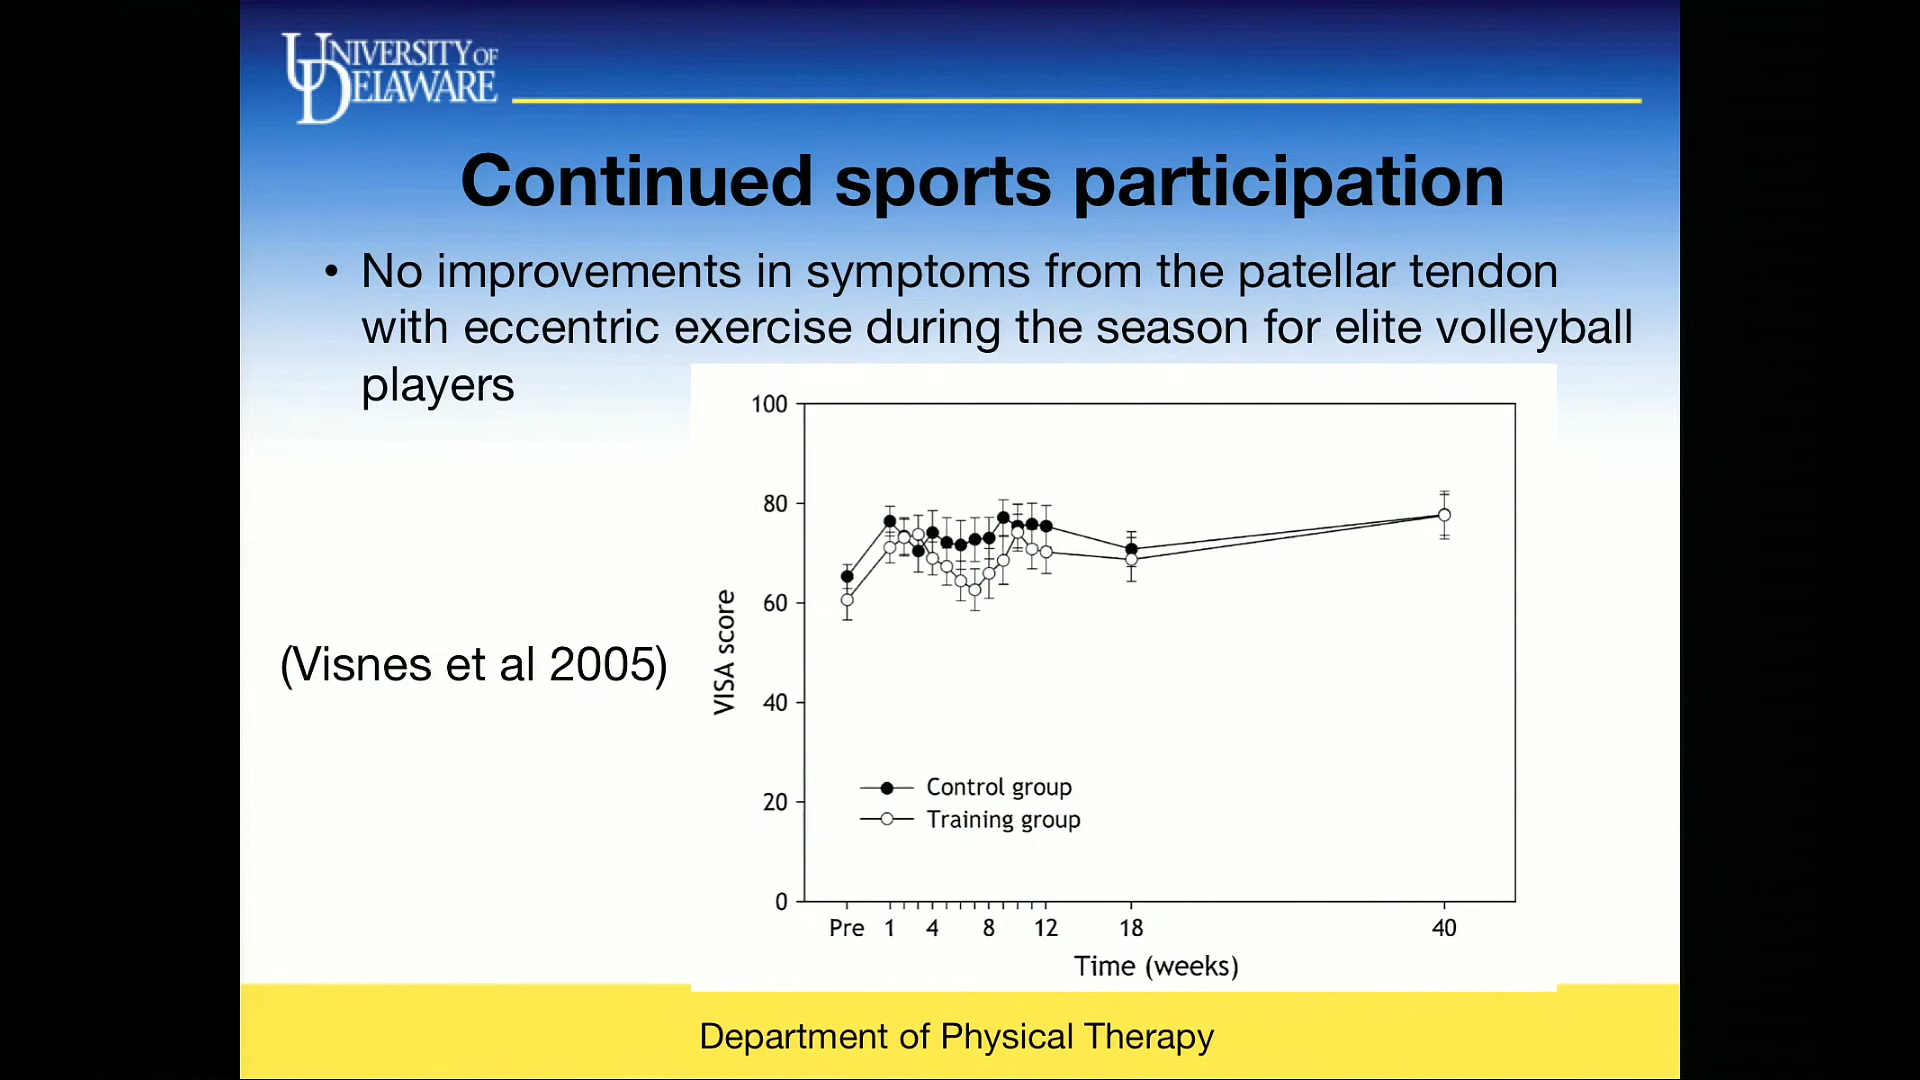 UNIVERSITY OF
DELAWARE
Continued sports participation
• No improvements in symptoms from the patellar tendon
with eccentric exercise during the season for elite volleyball
players
(Visnes et al 2005)
100
80
60
40
20
0
VISA score
Control group
Training group
Pre 1 4 8 12 18 40
Time (weeks)
Department of Physical Therapy